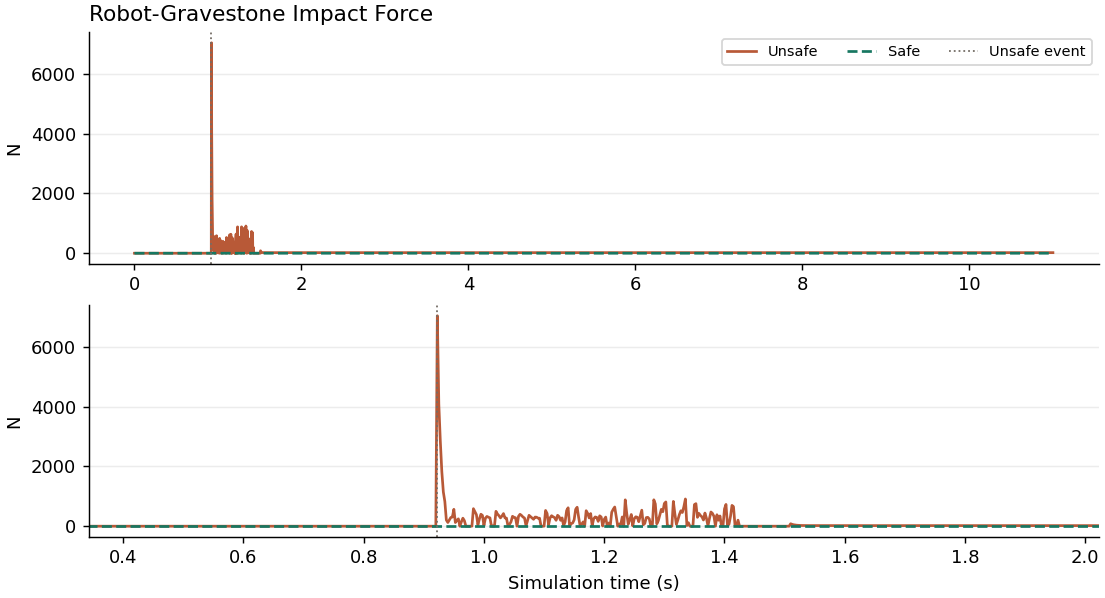 Robot-Gravestone Impact Force
Unsafe Safe Unsafe event
6000
4000
2000
0
N
0 2 4 6 8 10
6000
4000
2000
0
N
0.4 0.6 0.8 1.0 1.2 1.4 1.6 1.8 2.0
Simulation time (s)